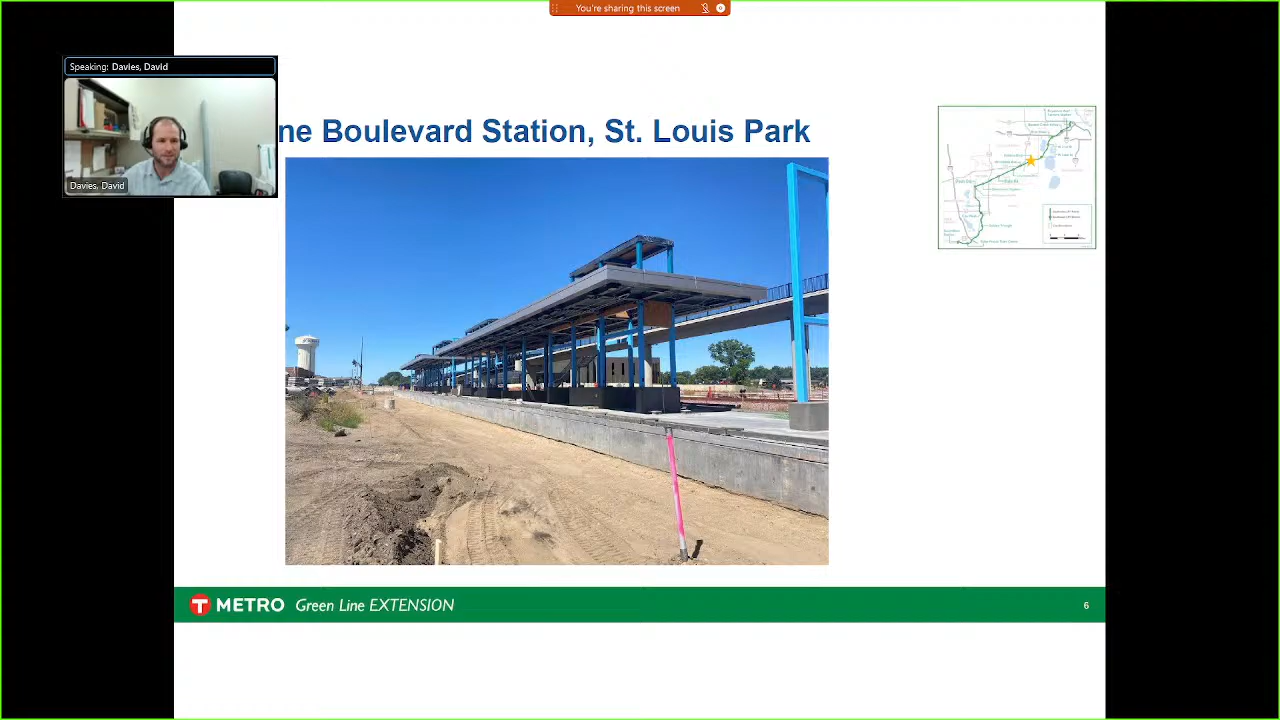 You're sharing this screen
Speaking: Davies, David
Davies, David
ne Boulevard Station, St. Louis Park
T METRO Green Line EXTENSION
6